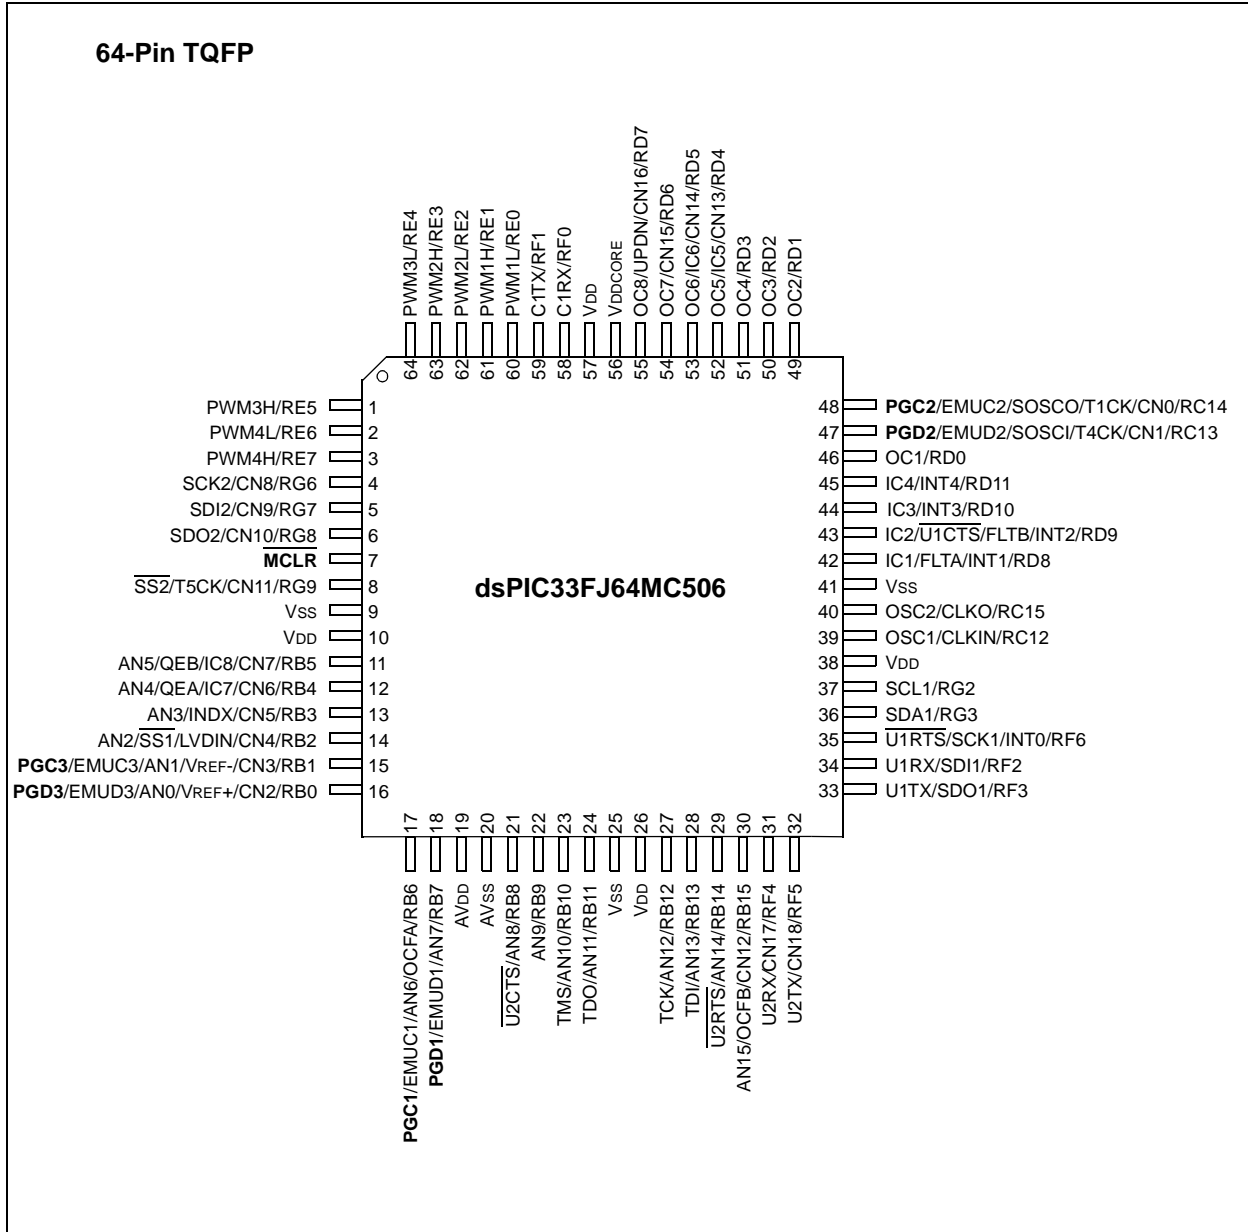 64-Pin TQFP
PWM3L/RE4
PWM2H/RE3
PWM2L/RE2
PWM1H/RE1
PWM1L/RE0
C1TX/RF1
C1RX/RF0
VDD
VDDCORE
OC8/UPDN/CN16/RD7
OC7/CN15/RD6
OC6/IC6/CN14/RD5
OC5/IC5/CN13/RD4
OC4/RD3
OC3/RD2
OC2/RD1
64 63 62 61 60 59 58 57 56 55 54 53 52 51 50 49
PWM3H/RE5 1
PWM4L/RE6 2
PWM4H/RE7 3
SCK2/CN8/RG6 4
SDI2/CN9/RG7 5
SDO2/CN10/RG8 6
MCLR 7
SS2/T5CK/CN11/RG9 8
VSS 9
VDD 10
AN5/QEB/IC8/CN7/RB5 11
AN4/QEA/IC7/CN6/RB4 12
AN3/INDX/CN5/RB3 13
AN2/SS1/LVDIN/CN4/RB2 14
PGC3/EMUC3/AN1/VREF-/CN3/RB1 15
PGD3/EMUD3/AN0/VREF+/CN2/RB0 16
dsPIC33FJ64MC506
48 PGC2/EMUC2/SOSCO/T1CK/CN0/RC14
47 PGD2/EMUD2/SOSCI/T4CK/CN1/RC13
46 OC1/RD0
45 IC4/INT4/RD11
44 IC3/INT3/RD10
43 IC2/U1CTS/FLTB/INT2/RD9
42 IC1/FLTA/INT1/RD8
41 VSS
40 OSC2/CLKO/RC15
39 OSC1/CLKIN/RC12
38 VDD
37 SCL1/RG2
36 SDA1/RG3
35 U1RTS/SCK1/INT0/RF6
34 U1RX/SDI1/RF2
33 U1TX/SDO1/RF3
17 18 19 20 21 22 23 24 25 26 27 28 29 30 31 32
PGC1/EMUC1/AN6/OCFA/RB6
PGD1/EMUD1/AN7/RB7
AVDD
AVSS
U2CTS/AN8/RB8
AN9/RB9
TMS/AN10/RB10
TDO/AN11/RB11
VSS
VDD
TCK/AN12/RB12
TDI/AN13/RB13
U2RTS/AN14/RB14
AN15/OCFB/CN12/RB15
U2RX/CN17/RF4
U2TX/CN18/RF5